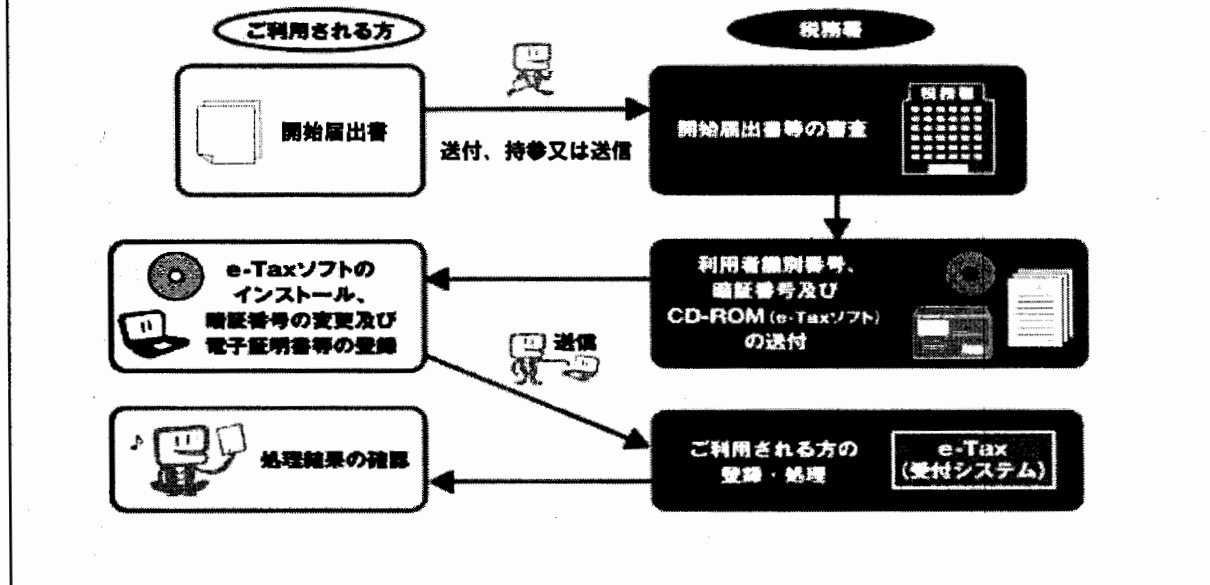 ご利用される方
税務署
開始届出書
送付、持参又は送信
開始届出書等の審査
税務署
利用者識別番号、
暗証番号及び
CD-ROM(e-Taxソフト)
の送付
e-Taxソフトの
インストール、
暗証番号の変更及び
電子証明書等の登録
送信
ご利用される方の
登録・処理
e-Tax
(受付システム)
処理結果の確認